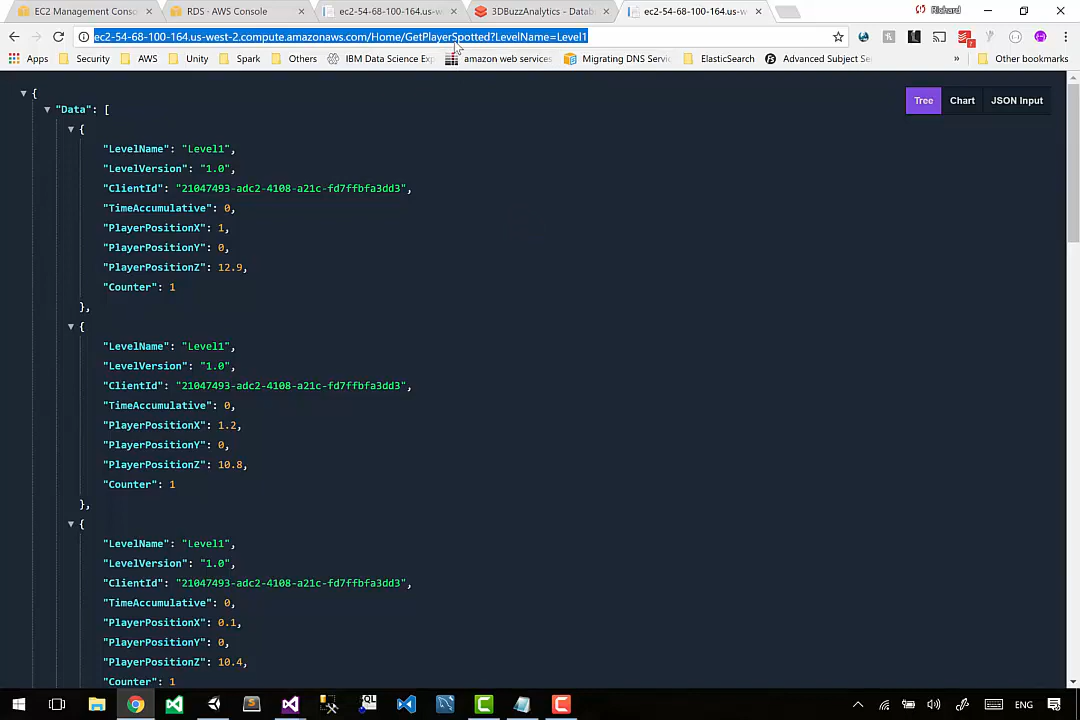 EC2 Management Conso
RDS - AWS Console
ec2-54-68-100-164.us-w
3DBuzzAnalytics - Datab
ec2-54-68-100-164.us-w
Richard
ec2-54-68-100-164.us-west-2.compute.amazonaws.com/Home/GetPlayerSpotted?LevelName=Level1
Apps Security AWS Unity Spark Others IBM Data Science Exp amazon web services Migrating DNS Servic ElasticSearch Advanced Subject Se » Other bookmarks
{
"Data": [
Tree Chart JSON Input
{
"LevelName": "Level1",
"LevelVersion": "1.0",
"ClientId": "21047493-adc2-4108-a21c-fd7ffbfa3dd3",
"TimeAccumulative": 0,
"PlayerPositionX": 1,
"PlayerPositionY": 0,
"PlayerPositionZ": 12.9,
"Counter": 1
},
{
"LevelName": "Level1",
"LevelVersion": "1.0",
"ClientId": "21047493-adc2-4108-a21c-fd7ffbfa3dd3",
"TimeAccumulative": 0,
"PlayerPositionX": 1.2,
"PlayerPositionY": 0,
"PlayerPositionZ": 10.8,
"Counter": 1
},
{
"LevelName": "Level1",
"LevelVersion": "1.0",
"ClientId": "21047493-adc2-4108-a21c-fd7ffbfa3dd3",
"TimeAccumulative": 0,
"PlayerPositionX": 0.1,
"PlayerPositionY": 0,
"PlayerPositionZ": 10.4,
"Counter": 1
ENG